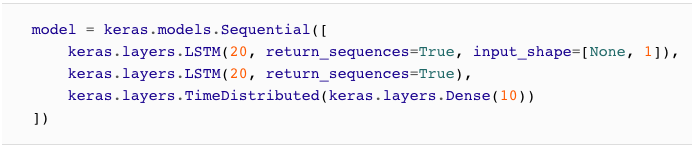 model = keras.models.Sequential([
    keras.layers.LSTM(20, return_sequences=True, input_shape=[None, 1]),
    keras.layers.LSTM(20, return_sequences=True),
    keras.layers.TimeDistributed(keras.layers.Dense(10))
])